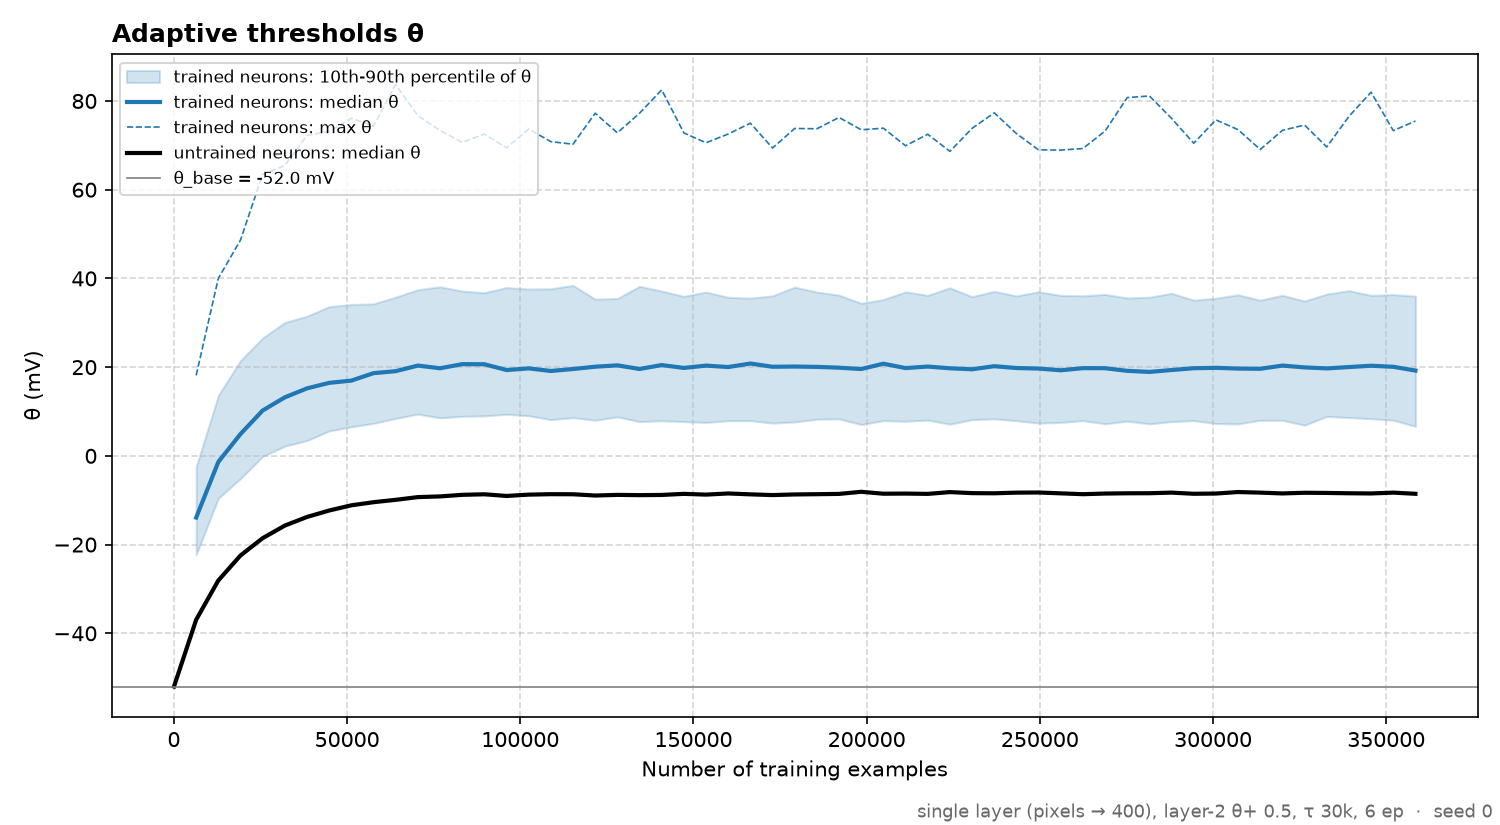 Adaptive thresholds θ
trained neurons: 10th-90th percentile of θ
trained neurons: median θ
trained neurons: max θ
untrained neurons: median θ
θ_base = -52.0 mV
80
60
40
20
0
−20
−40
θ (mV)
0 50000 100000 150000 200000 250000 300000 350000
Number of training examples
single layer (pixels → 400), layer-2 θ+ 0.5, τ 30k, 6 ep · seed 0